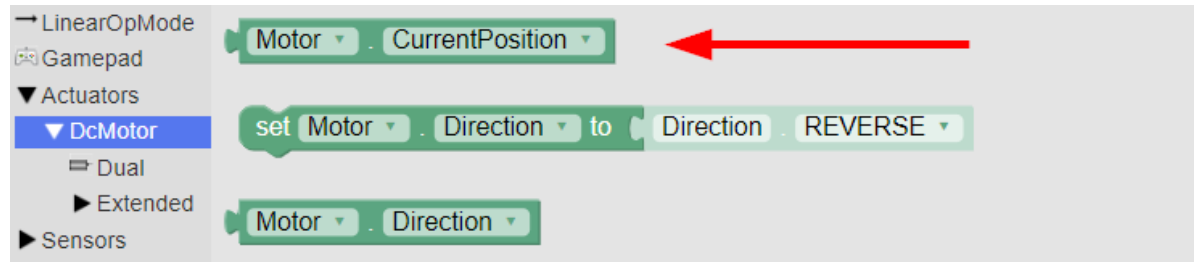 LinearOpMode
Gamepad
Actuators
DcMotor
Dual
Extended
Sensors
Motor . CurrentPosition
set Motor . Direction to Direction . REVERSE
Motor . Direction